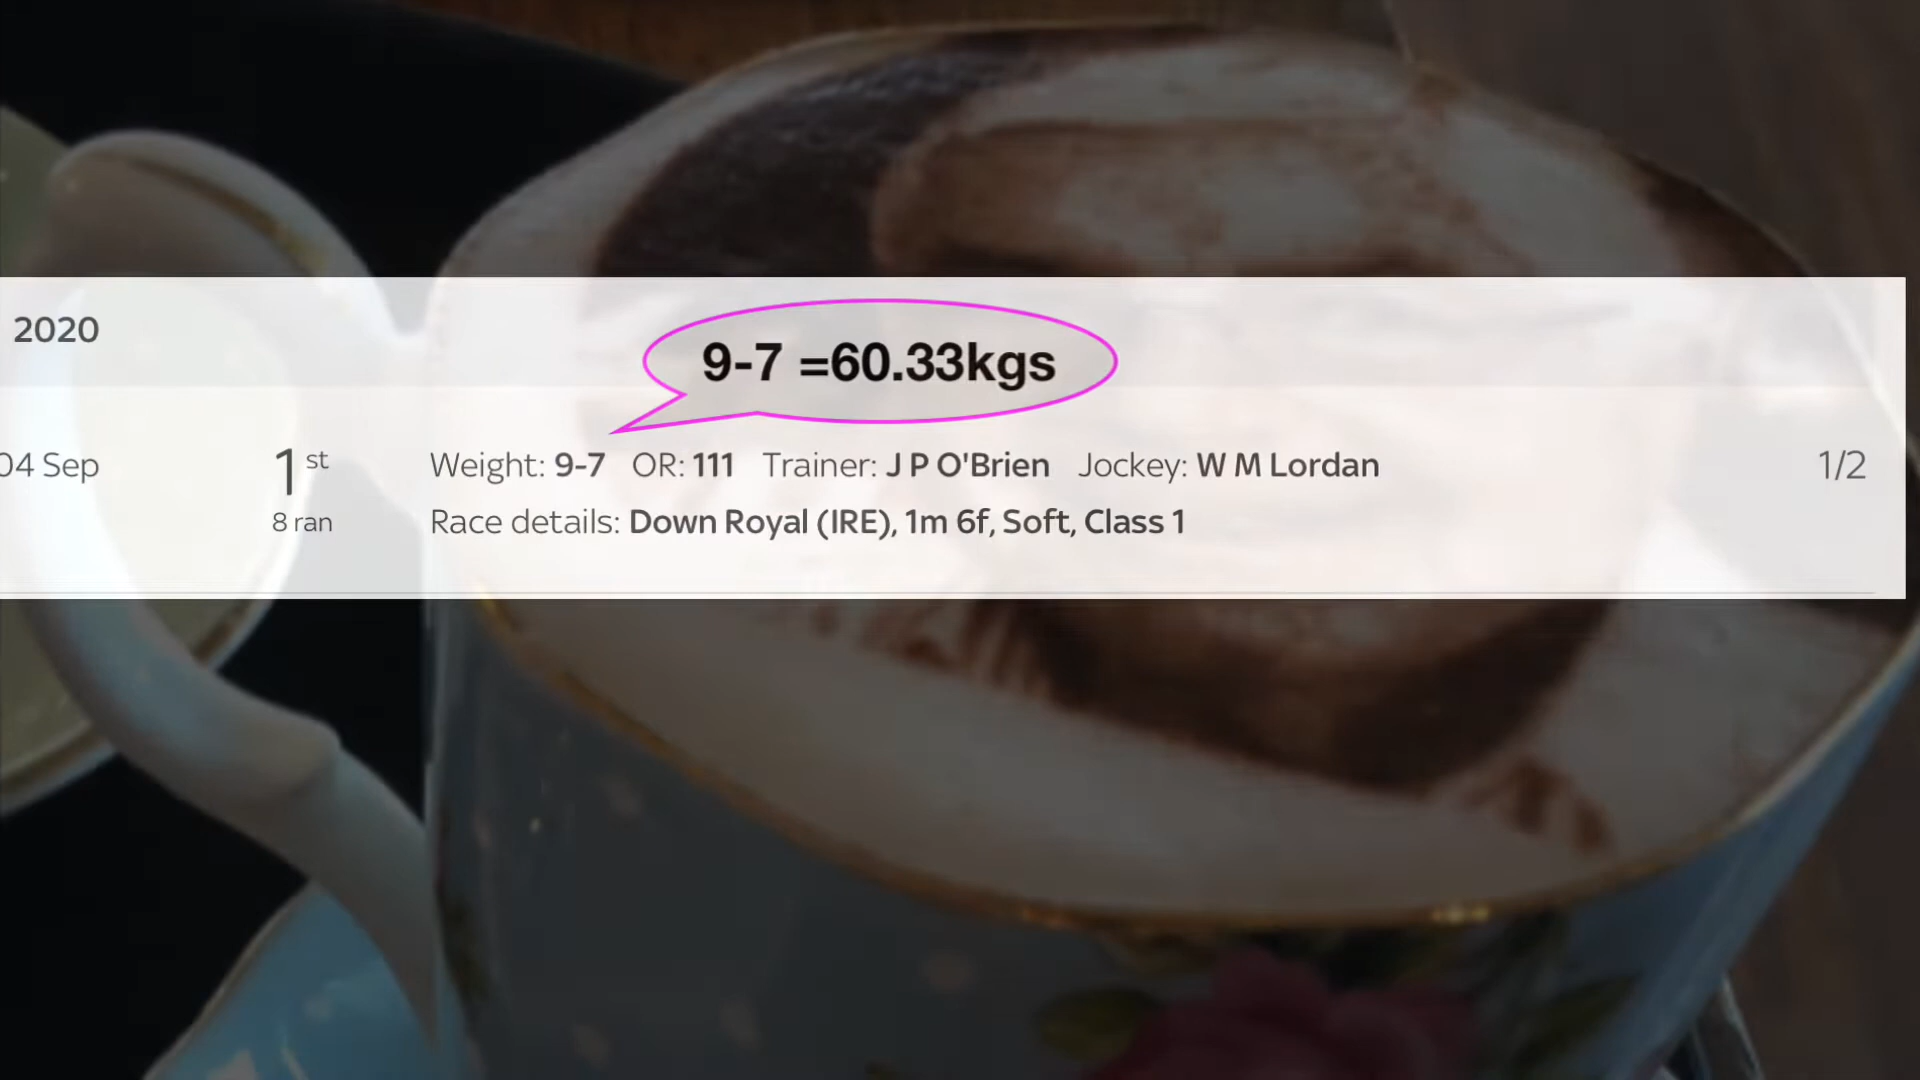 2020
9-7 =60.33kgs
04 Sep
1st
Weight: 9-7 OR: 111 Trainer: J P O'Brien Jockey: W M Lordan
1/2
8 ran
Race details: Down Royal (IRE), 1m 6f, Soft, Class 1